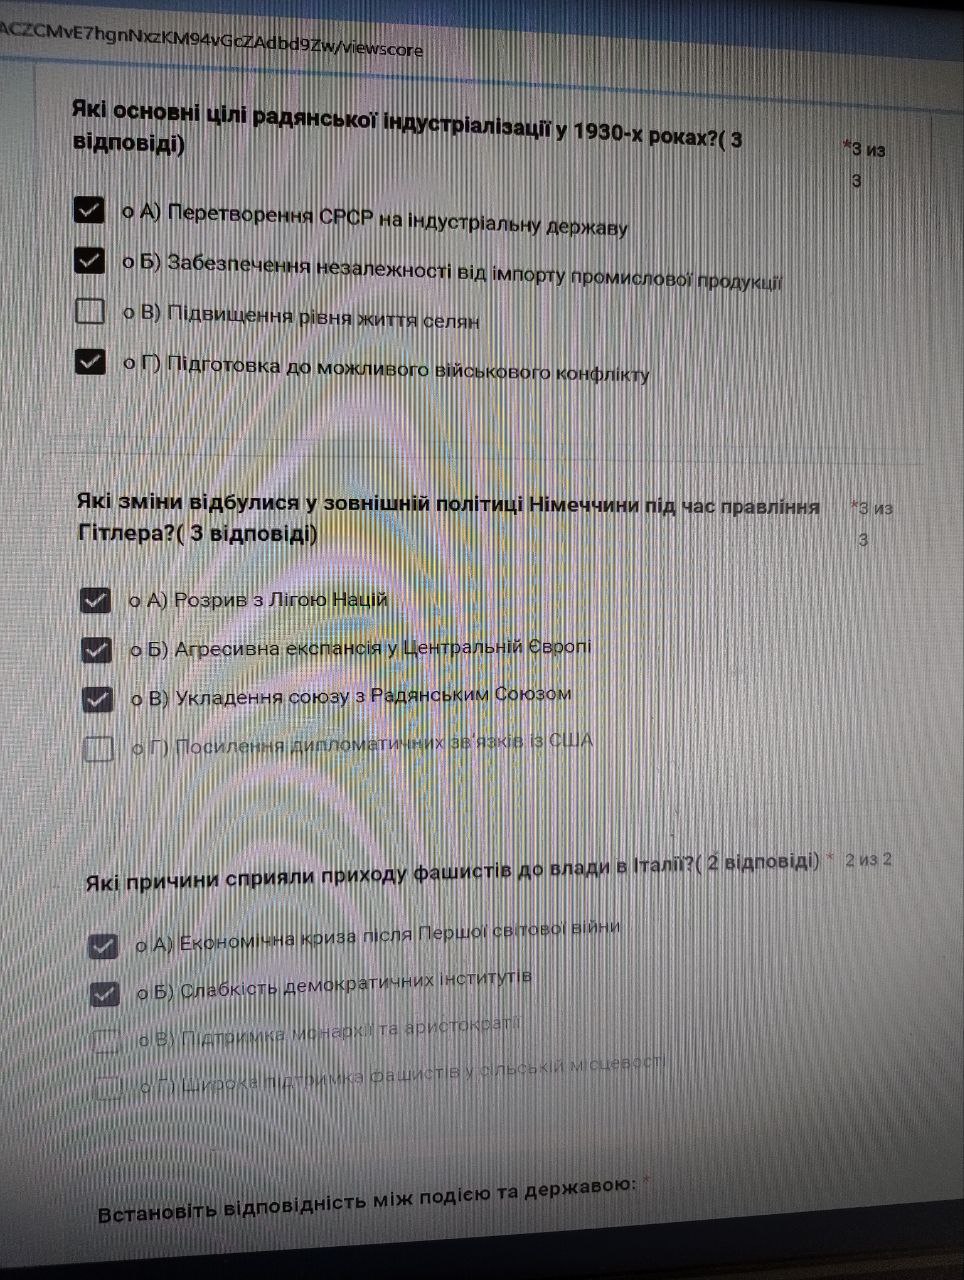 ACZCMvE7hgnNxzKM94vGcZAdbd9Zw/viewscore
Які основні цілі радянської індустріалізації у 1930-х роках?( 3
відповіді)
*3 из
3
о А) Перетворення СРСР на індустріальну державу
о Б) Забезпечення незалежності від імпорту промислової продукції
о В) Підвищення рівня життя селян
о Г) Підготовка до можливого військового конфлікту
Які зміни відбулися у зовнішній політиці Німеччини під час правління
Гітлера?( 3 відповіді)
*3 из
3
о А) Розрив з Лігою Націй
о Б) Агресивна експансія у Центральній Європі
о В) Укладення союзу з Радянським Союзом
о Г) Посилення дипломатичних зв'язків із США
Які причини сприяли приходу фашистів до влади в Італії?( 2 відповіді) * 2 из 2
о А) Економічна криза після Першої світової війни
о Б) Слабкість демократичних інститутів
о В) Підтримка монархії та аристократії
о Г) Широка підтримка фашистів у сільській місцевості
Встановіть відповідність між подією та державою: *